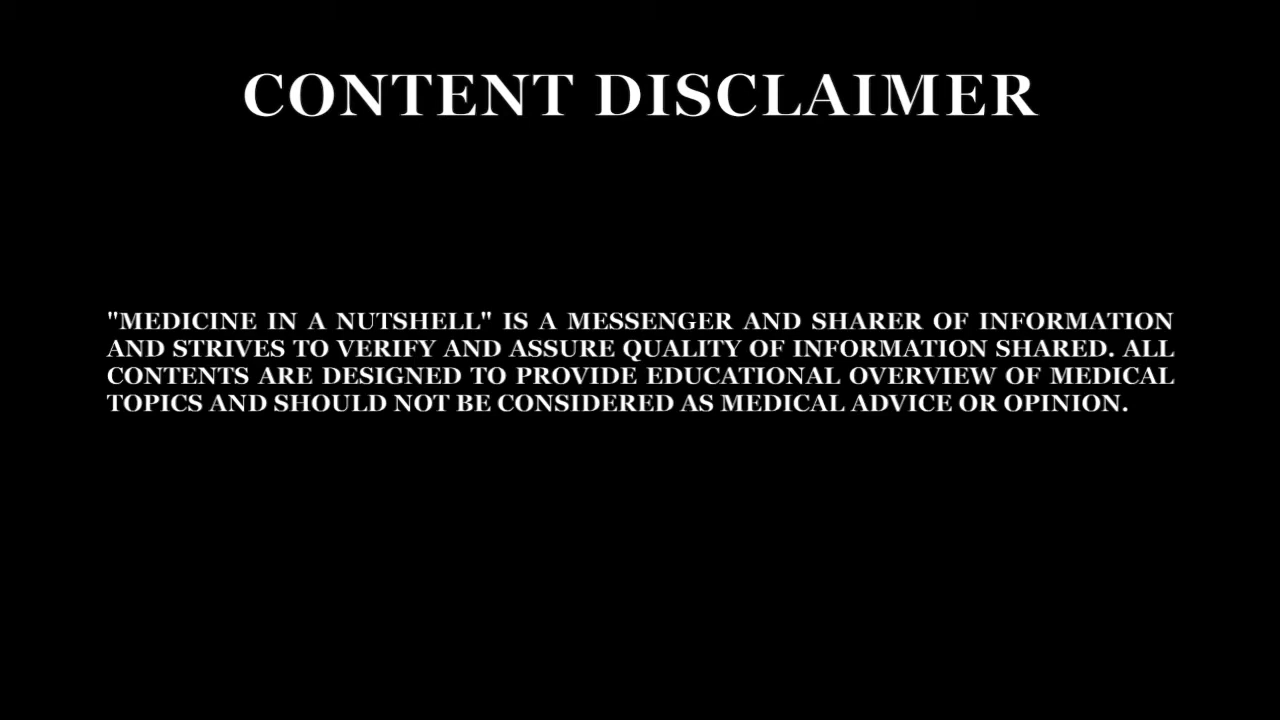 CONTENT DISCLAIMER
"MEDICINE IN A NUTSHELL" IS A MESSENGER AND SHARER OF INFORMATION
AND STRIVES TO VERIFY AND ASSURE QUALITY OF INFORMATION SHARED. ALL
CONTENTS ARE DESIGNED TO PROVIDE EDUCATIONAL OVERVIEW OF MEDICAL
TOPICS AND SHOULD NOT BE CONSIDERED AS MEDICAL ADVICE OR OPINION.